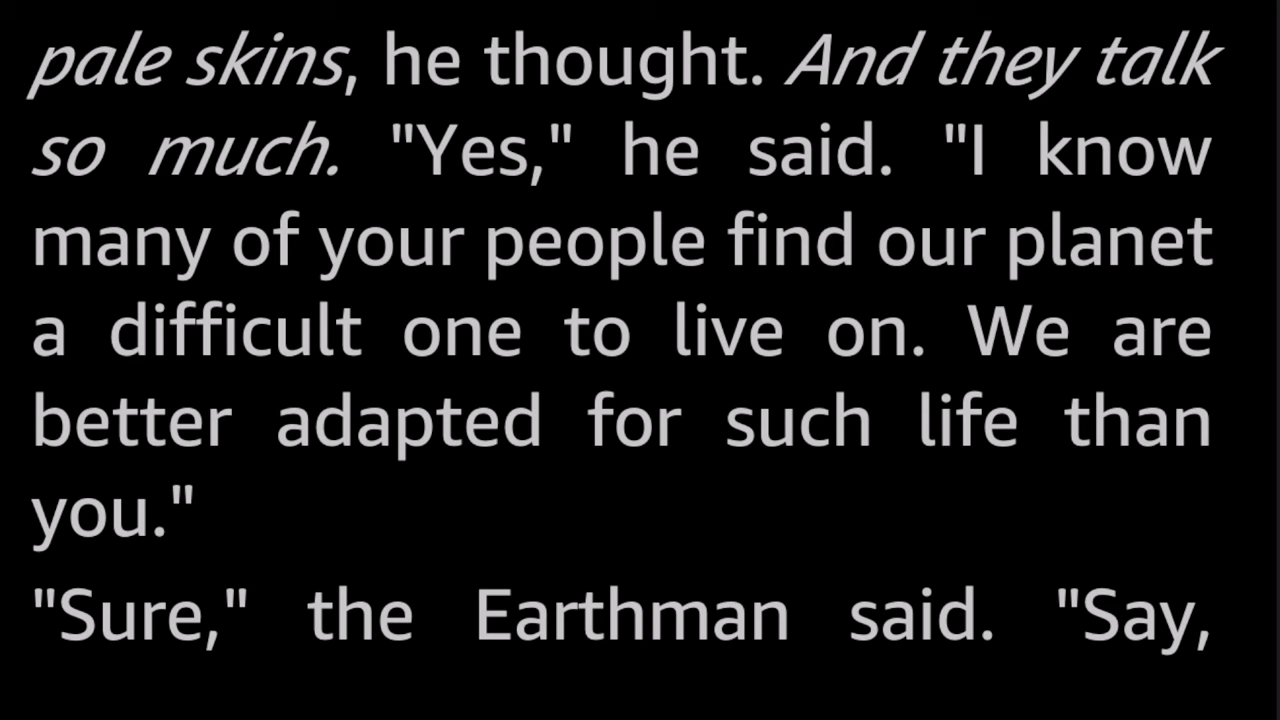 pale skins, he thought. And they talk
so much. "Yes," he said. "I know
many of your people find our planet
a difficult one to live on. We are
better adapted for such life than
you."
"Sure," the Earthman said. "Say,